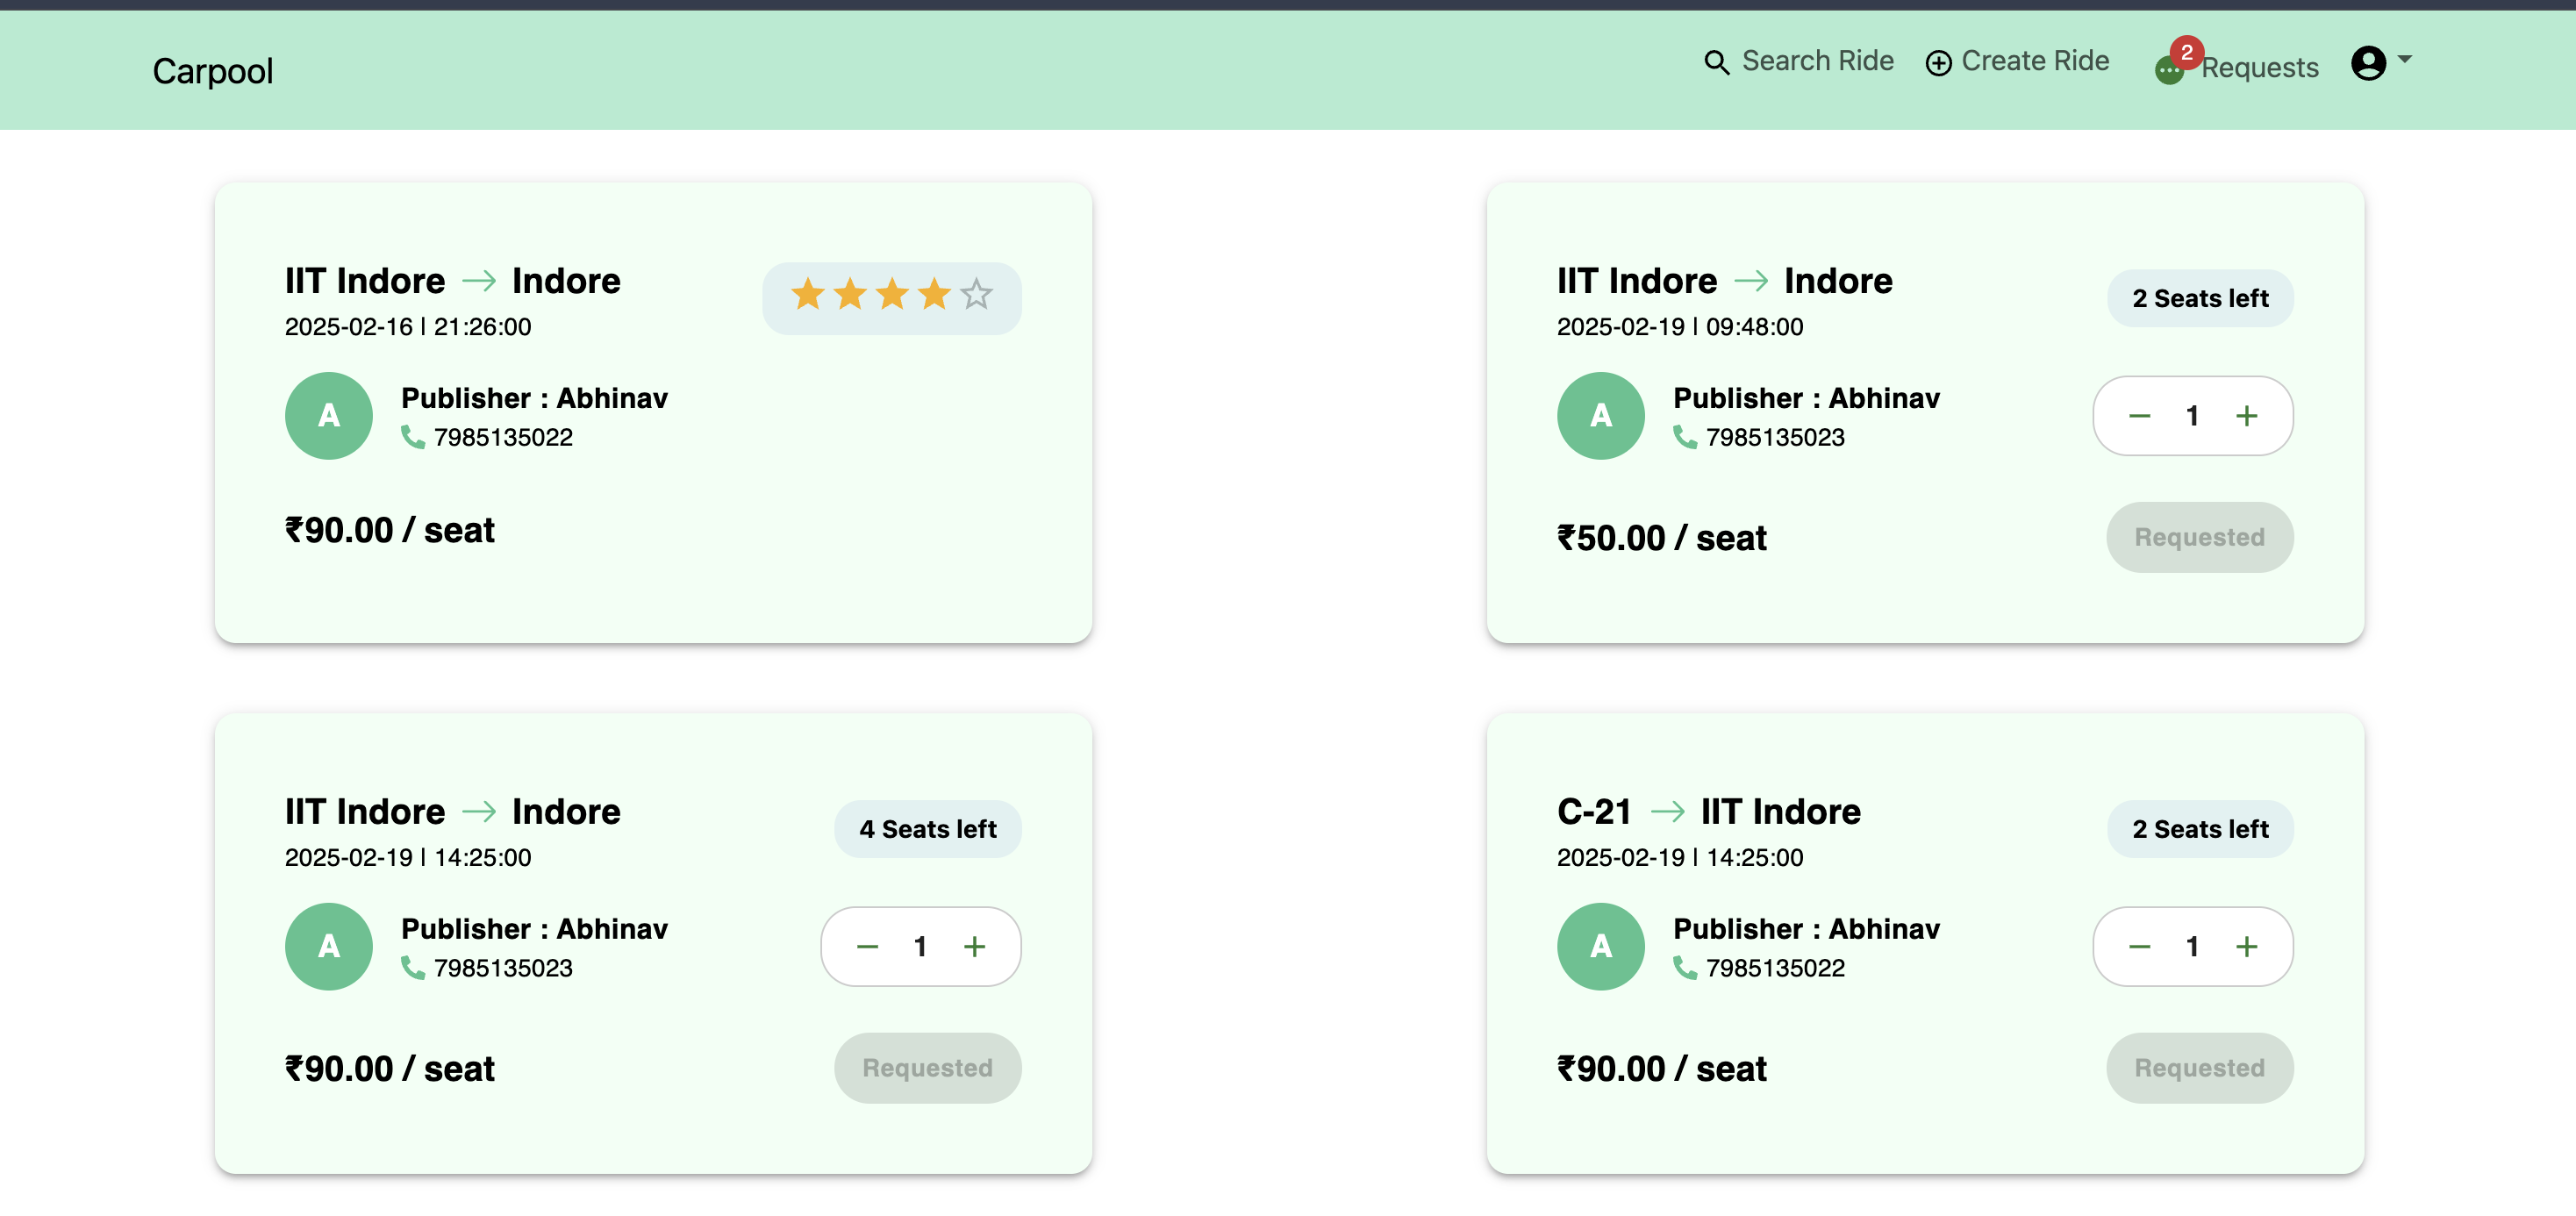 Carpool
Search Ride
Create Ride
2
Requests
IIT Indore → Indore
2025-02-16 | 21:26:00
A
Publisher : Abhinav
7985135022
₹90.00 / seat
IIT Indore → Indore
2 Seats left
2025-02-19 | 09:48:00
A
Publisher : Abhinav
7985135023
− 1 +
₹50.00 / seat
Requested
IIT Indore → Indore
4 Seats left
2025-02-19 | 14:25:00
A
Publisher : Abhinav
7985135023
− 1 +
₹90.00 / seat
Requested
C-21 → IIT Indore
2 Seats left
2025-02-19 | 14:25:00
A
Publisher : Abhinav
7985135022
− 1 +
₹90.00 / seat
Requested